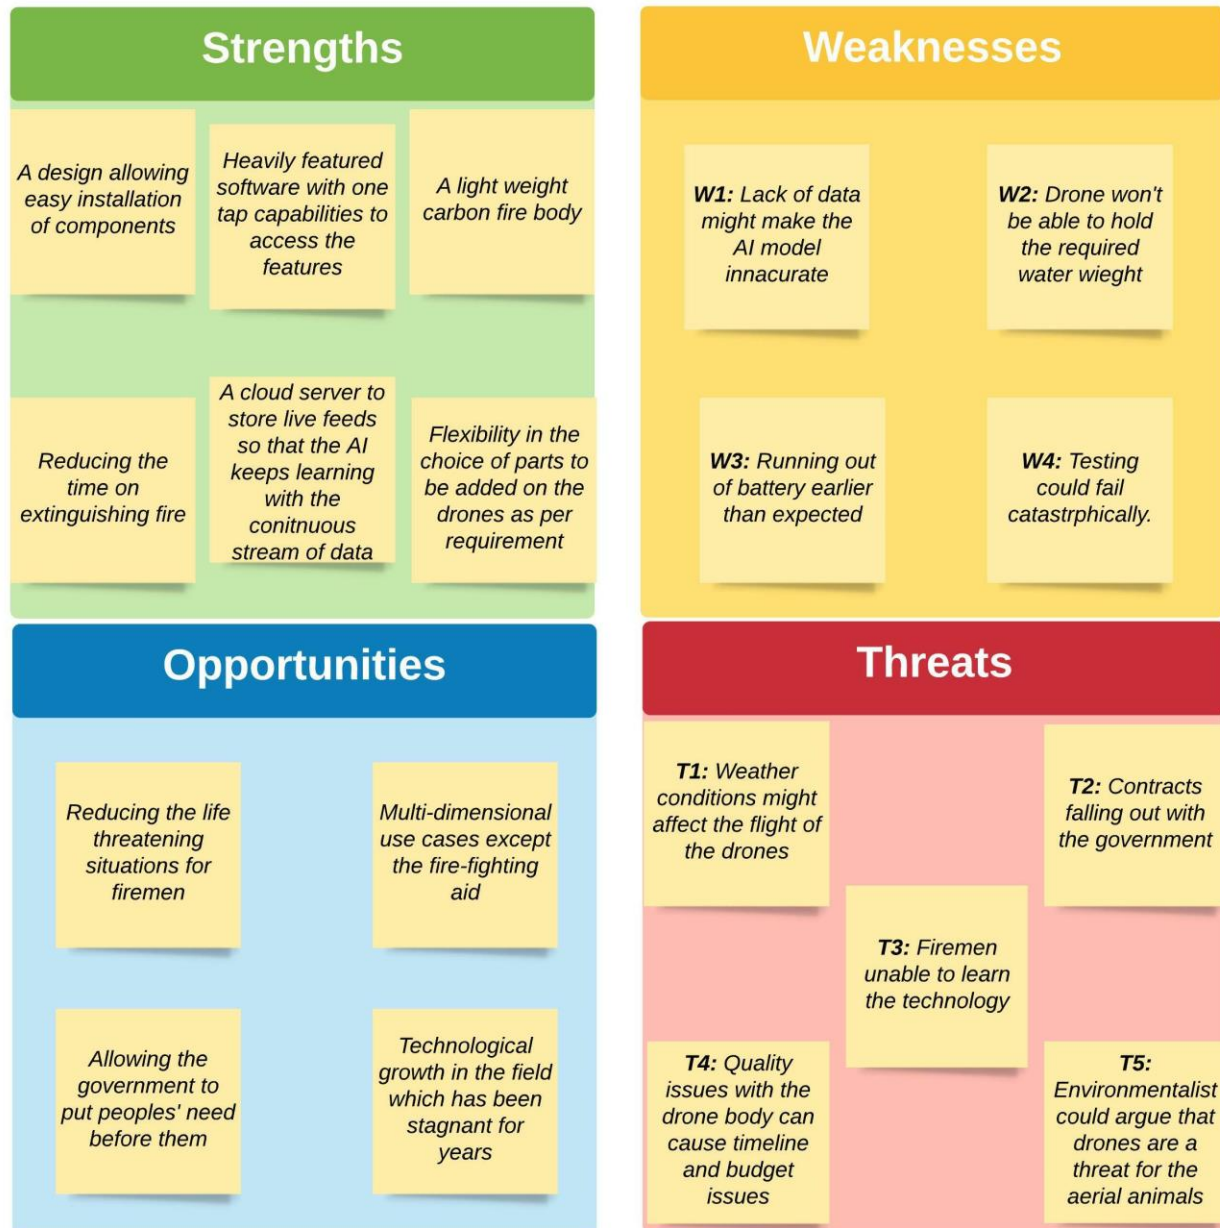 Strengths
A design allowing
easy installation
of components
Heavily featured
software with one
tap capabilities to
access the
features
A light weight
carbon fire body
Reducing the
time on
extinguishing fire
A cloud server to
store live feeds
so that the AI
keeps learning
with the
conitnuous
stream of data
Flexibility in the
choice of parts to
be added on the
drones as per
requirement
Weaknesses
W1: Lack of data
might make the
AI model
innacurate
W2: Drone won't
be able to hold
the required
water wieght
W3: Running out
of battery earlier
than expected
W4: Testing
could fail
catastrphically.
Opportunities
Reducing the life
threatening
situations for
firemen
Multi-dimensional
use cases except
the fire-fighting
aid
Allowing the
government to
put peoples' need
before them
Technological
growth in the field
which has been
stagnant for
years
Threats
T1: Weather
conditions might
affect the flight of
the drones
T2: Contracts
falling out with
the government
T3: Firemen
unable to learn
the technology
T4: Quality
issues with the
drone body can
cause timeline
and budget
issues
T5:
Environmentalist
could argue that
drones are a
threat for the
aerial animals